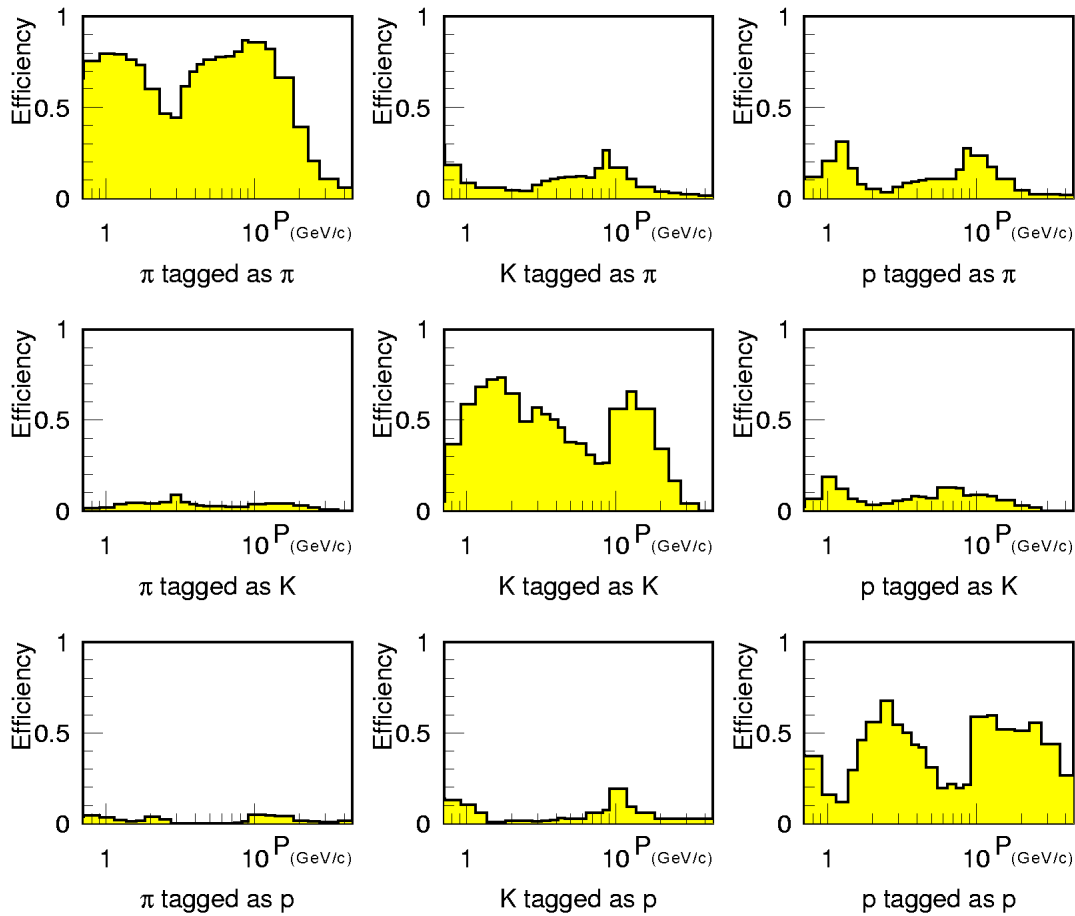 Efficiency 1 0.5 0 1 10 P (GeV/c)
π tagged as π
Efficiency 1 0.5 0 1 10 P (GeV/c)
K tagged as π
Efficiency 1 0.5 0 1 10 P (GeV/c)
p tagged as π
Efficiency 1 0.5 0 1 10 P (GeV/c)
π tagged as K
Efficiency 1 0.5 0 1 10 P (GeV/c)
K tagged as K
Efficiency 1 0.5 0 1 10 P (GeV/c)
p tagged as K
Efficiency 1 0.5 0 1 10 P (GeV/c)
π tagged as p
Efficiency 1 0.5 0 1 10 P (GeV/c)
K tagged as p
Efficiency 1 0.5 0 1 10 P (GeV/c)
p tagged as p